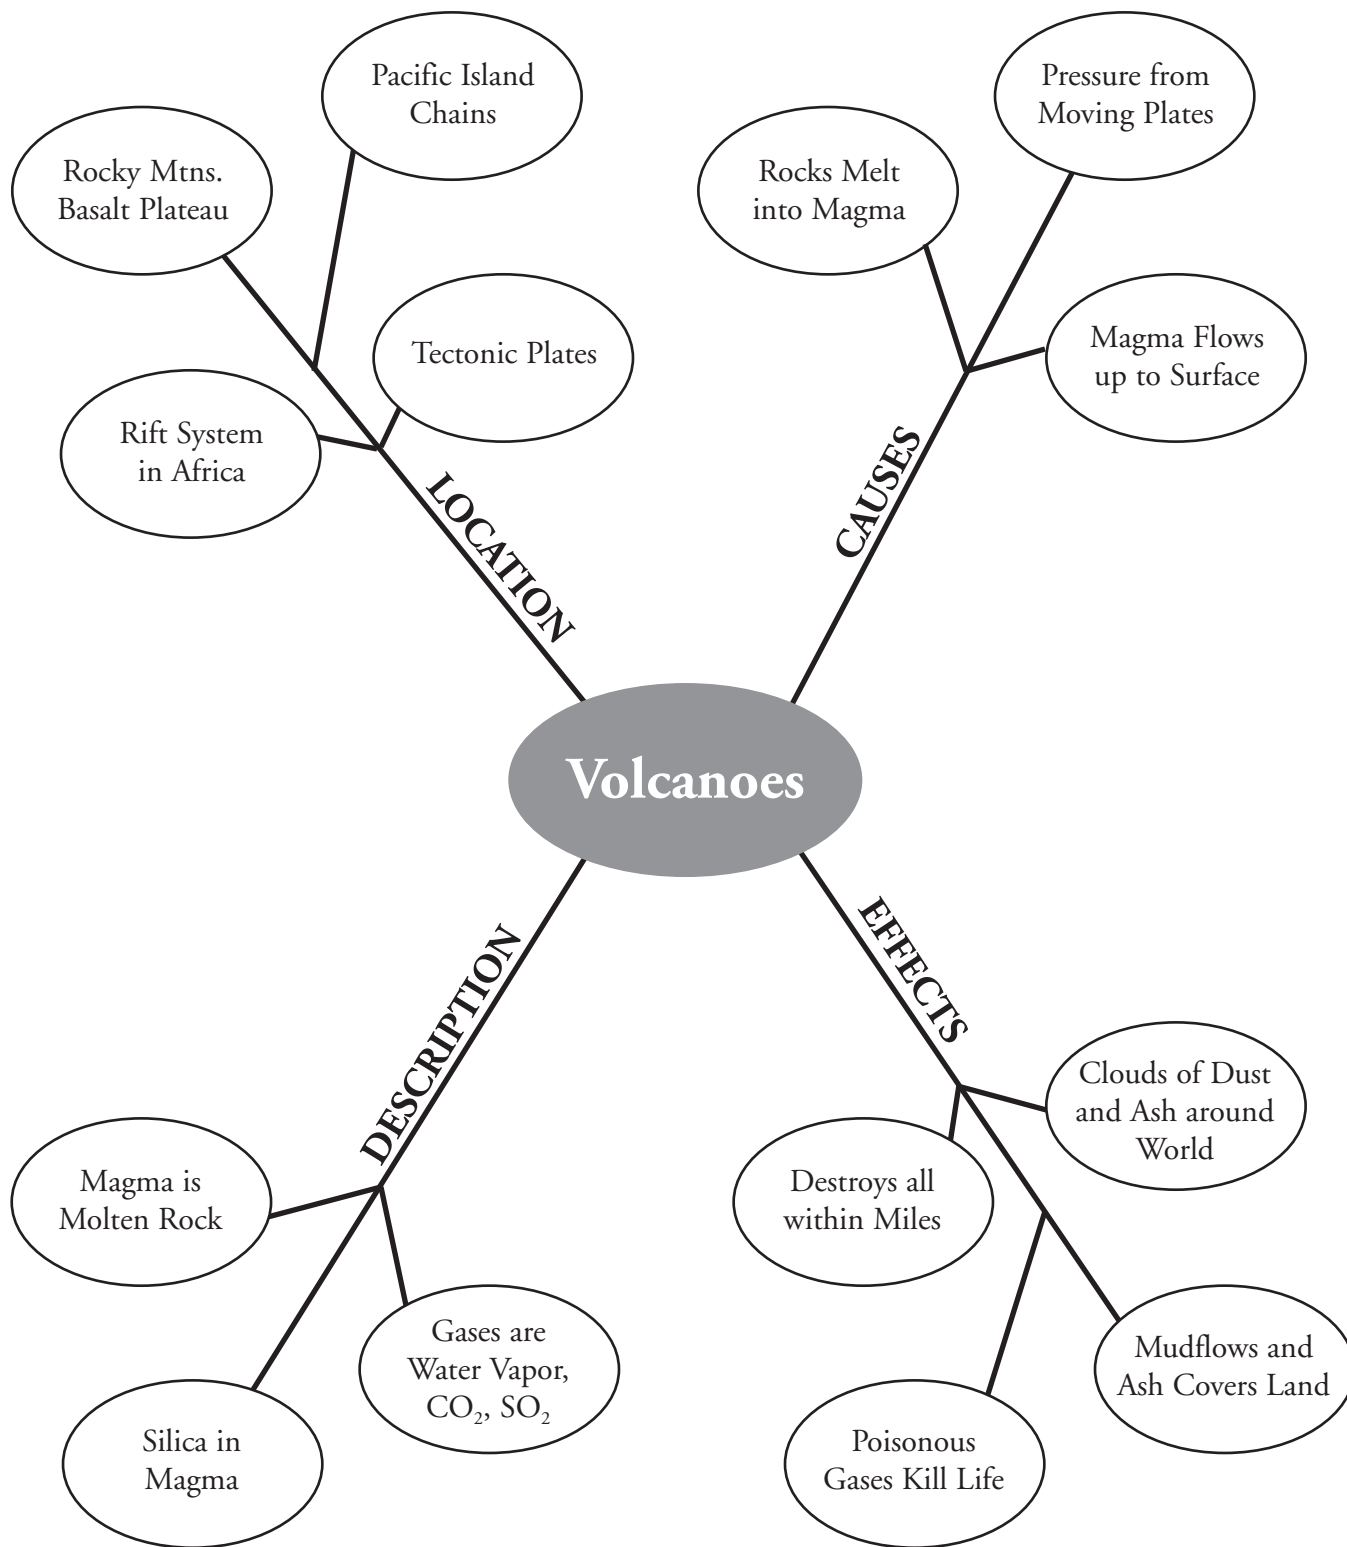 Pacific Island
Chains
Rocky Mtns.
Basalt Plateau
Tectonic Plates
Rift System
in Africa
LOCATION
Pressure from
Moving Plates
Rocks Melt
into Magma
Magma Flows
up to Surface
CAUSES
Volcanoes
DESCRIPTION
Magma is
Molten Rock
Gases are
Water Vapor,
CO₂, SO₂
Silica in
Magma
EFFECTS
Clouds of Dust
and Ash around
World
Destroys all
within Miles
Mudflows and
Ash Covers Land
Poisonous
Gases Kill Life